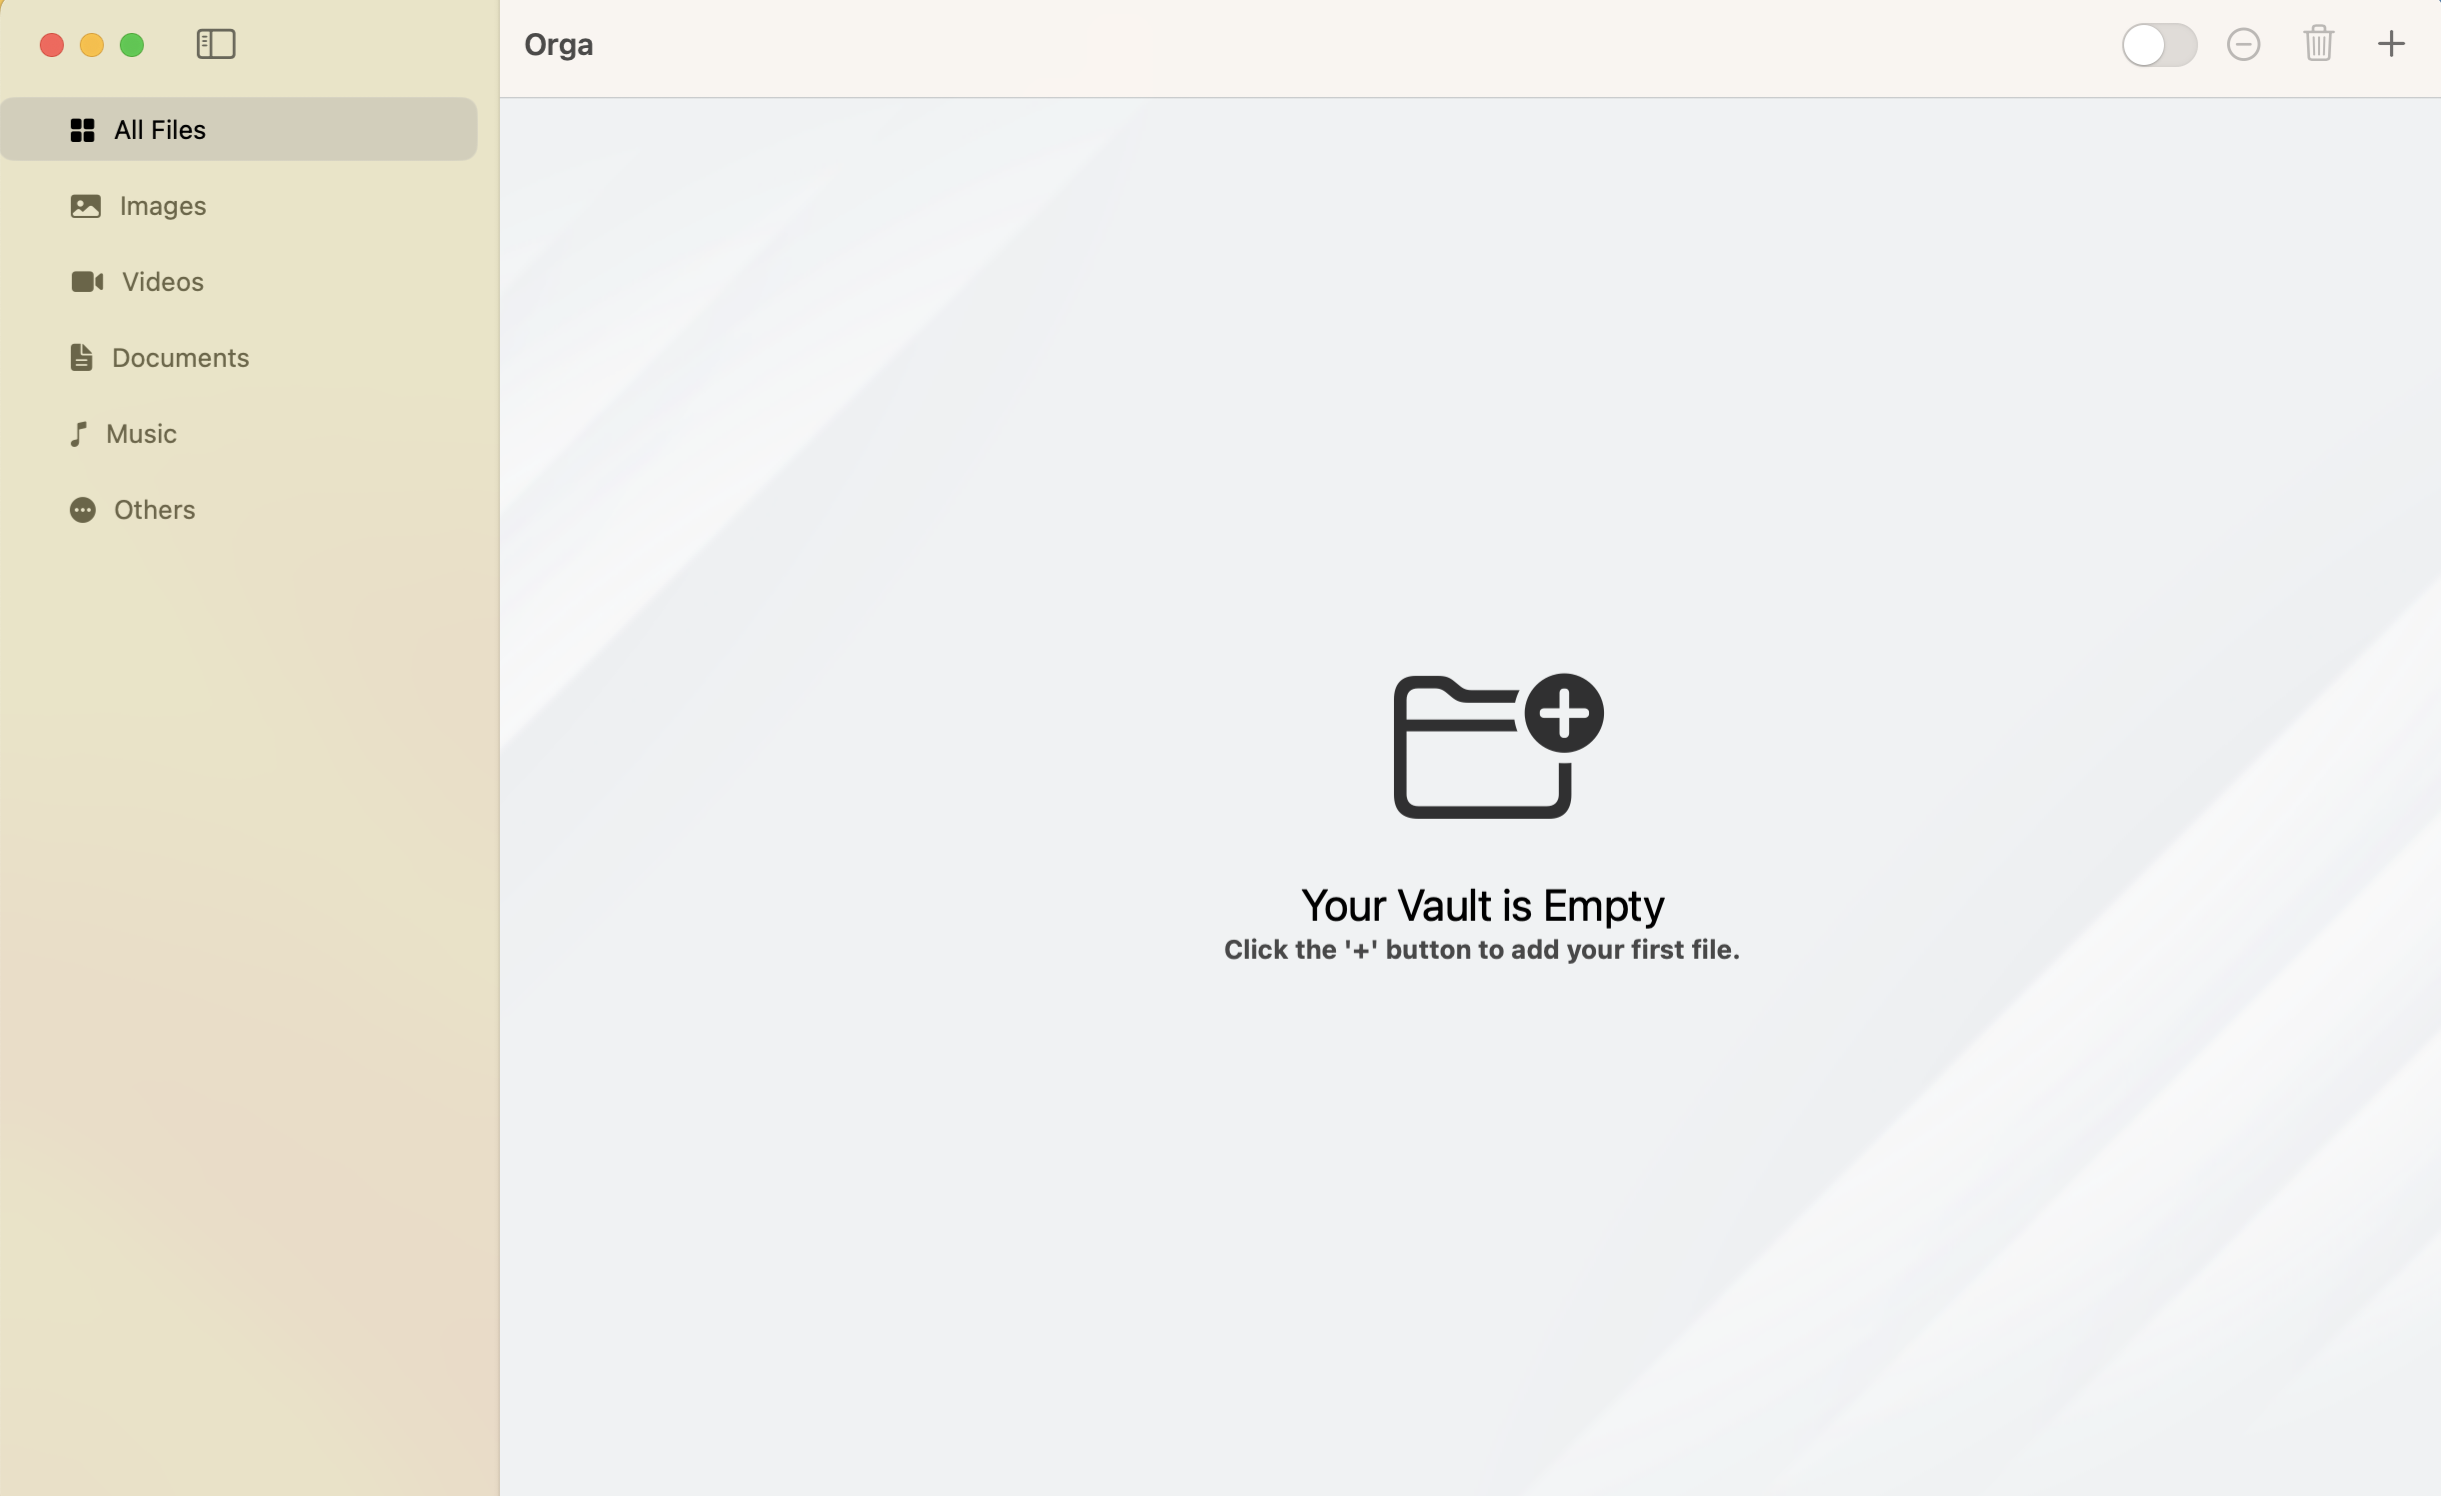 Orga
All Files
Images
Videos
Documents
Music
Others
Your Vault is Empty
Click the '+' button to add your first file.